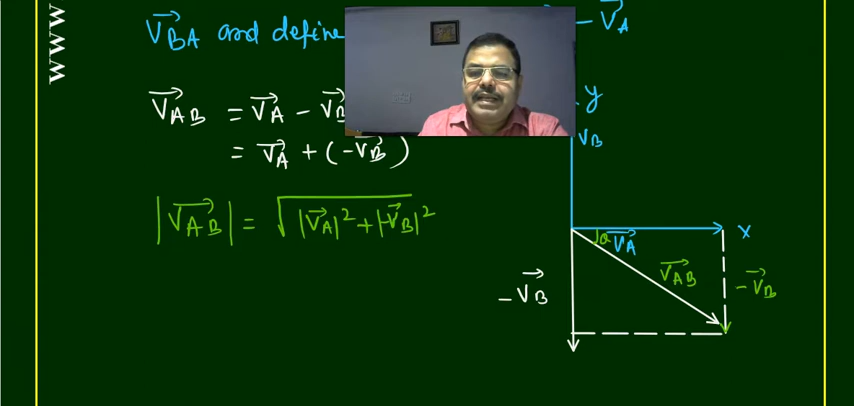 WWW
V⃗BA and define
– V⃗A
V⃗AB = V⃗A – V⃗B
= V⃗A + (–V⃗B)
|V⃗AB| = √|V⃗A|² + |–V⃗B|²
y
VB
x
V⃗A
V⃗AB
–V⃗B
–V⃗B